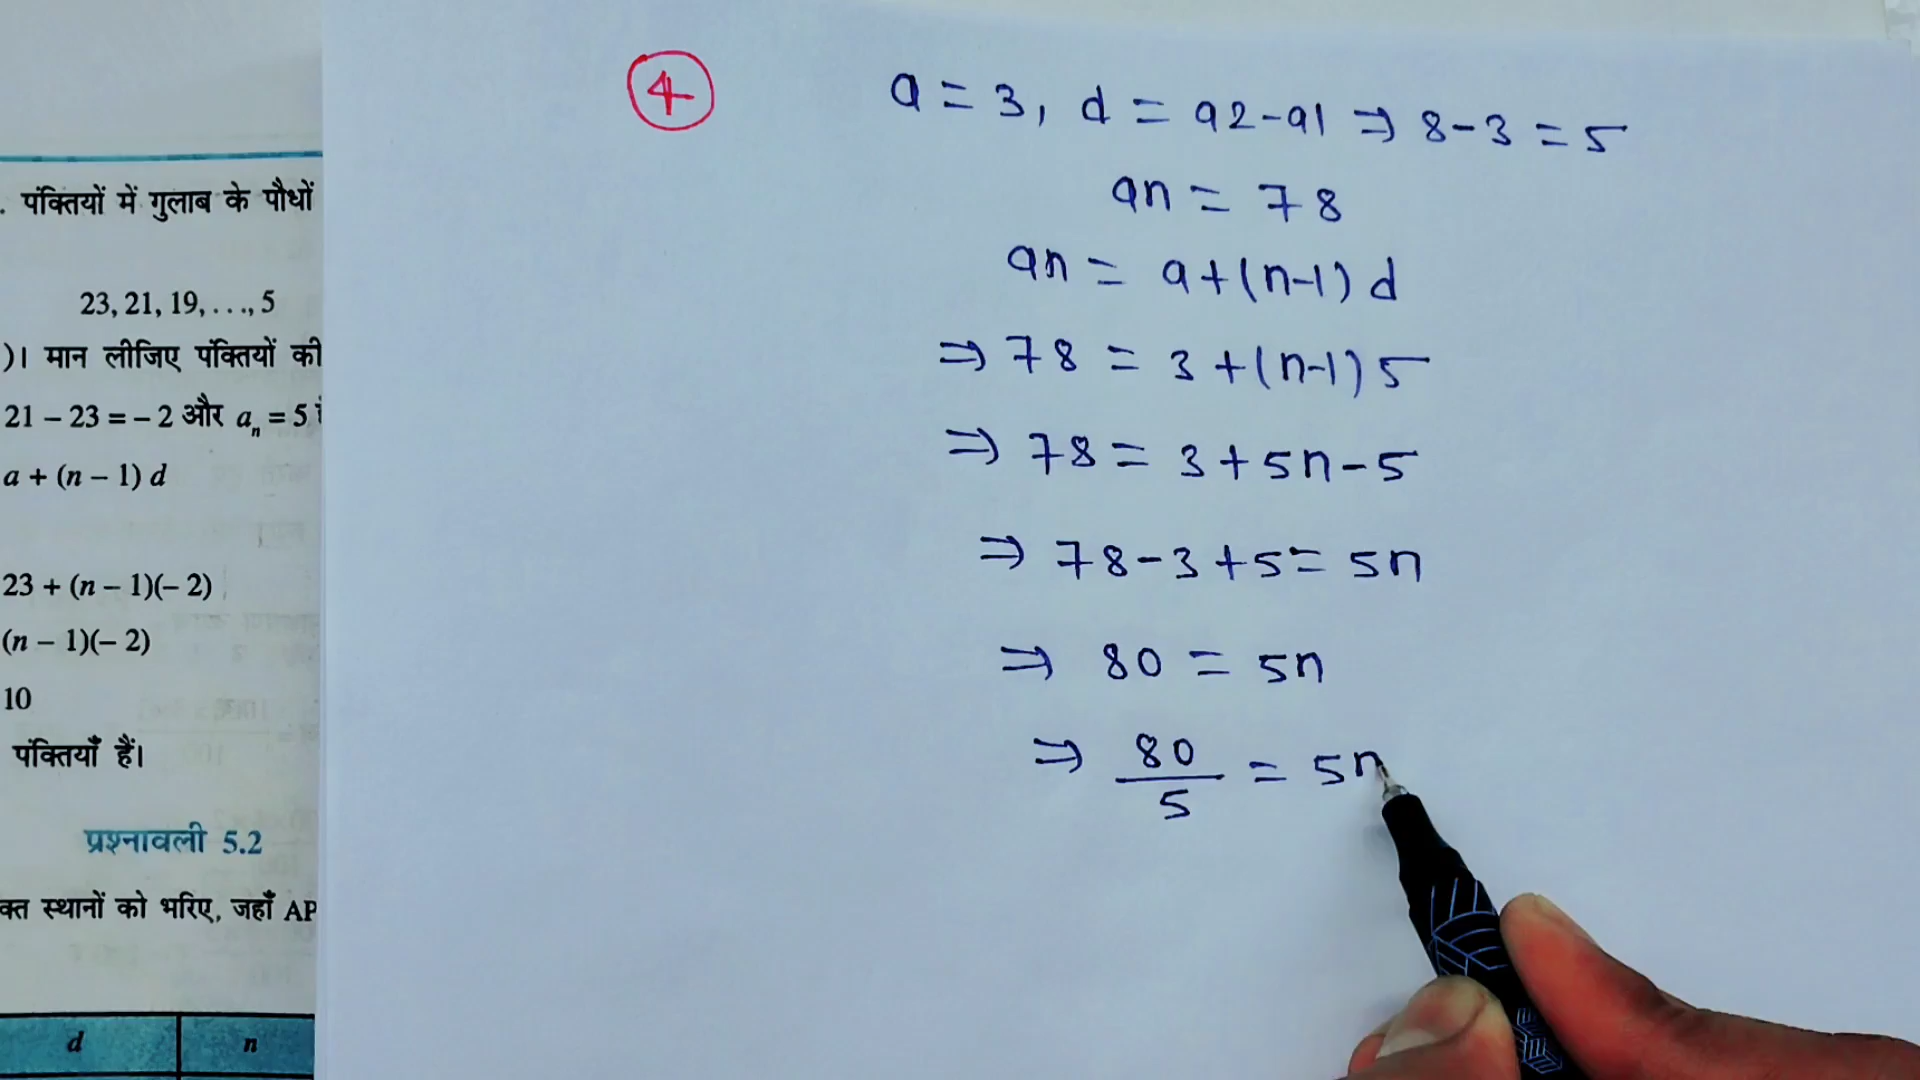 . पंक्तियों में गुलाब के पौधों
23, 21, 19, . . ., 5
)। मान लीजिए पंक्तियों की
21 – 23 = – 2 और aₙ = 5
a + (n – 1) d
23 + (n – 1)(– 2)
(n – 1)(– 2)
10
पंक्तियाँ हैं।
प्रश्नावली 5.2
क्त स्थानों को भरिए, जहाँ AP
d n
4
a = 3, d = a2-a1 ⇒ 8-3 = 5
an = 78
an = a+(n-1) d
⇒ 78 = 3 +(n-1) 5
⇒ 78 = 3 + 5n - 5
⇒ 78 - 3 + 5 = 5n
⇒ 80 = 5n
⇒ 80/5 = 5n